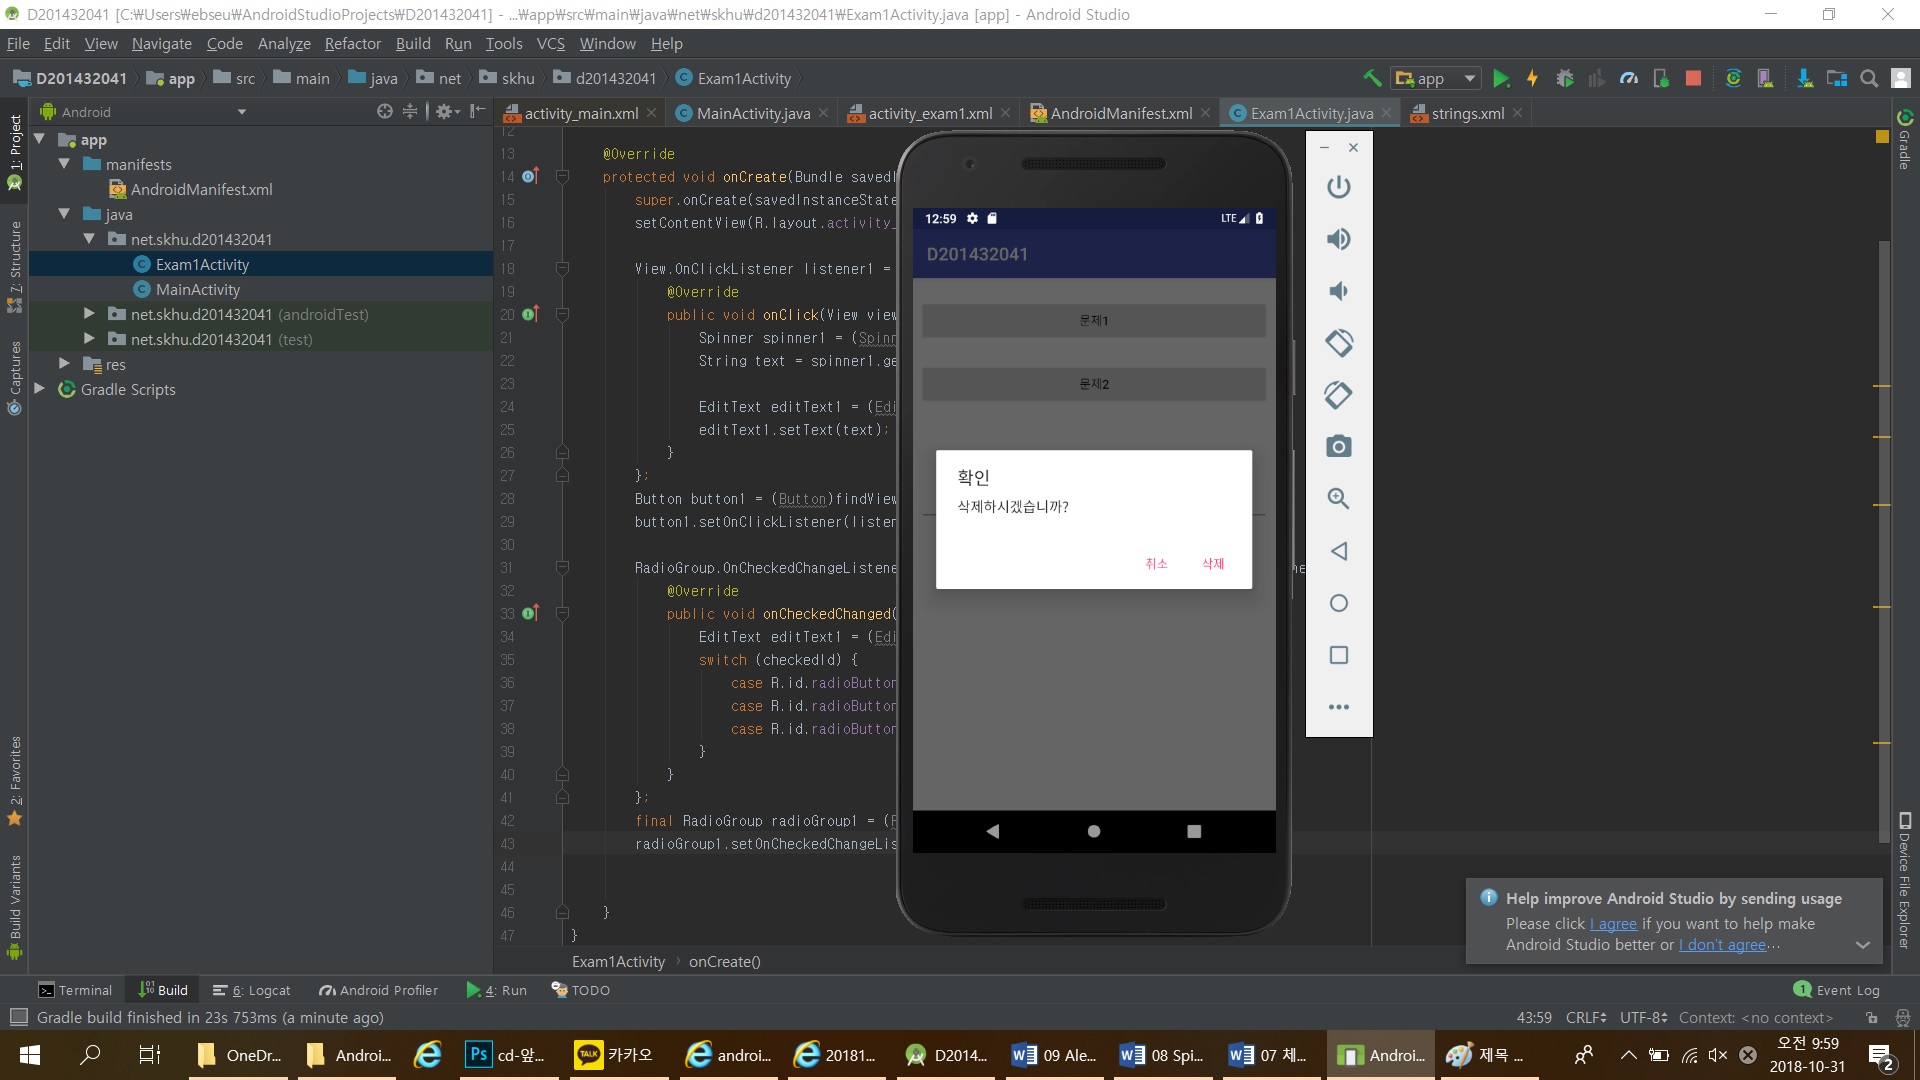 D201432041 [C:₩Users₩ebseu₩AndroidStudioProjects₩D201432041] - ...₩app₩src₩main₩java₩net₩skhu₩d201432041₩Exam1Activity.java [app] - Android Studio
File Edit View Navigate Code Analyze Refactor Build Run Tools VCS Window Help
D201432041 app src main java net skhu d201432041 Exam1Activity
app
Android
activity_main.xml MainActivity.java activity_exam1.xml AndroidManifest.xml Exam1Activity.java strings.xml
1: Project
7: Structure
Captures
2: Favorites
Build Variants
app
manifests
AndroidManifest.xml
java
net.skhu.d201432041
Exam1Activity
MainActivity
net.skhu.d201432041 (androidTest)
net.skhu.d201432041 (test)
res
Gradle Scripts
12
13 @Override
14 protected void onCreate(Bundle savedI
15 super.onCreate(savedInstanceState
16 setContentView(R.layout.activity_
17
18 View.OnClickListener listener1 =
19 @Override
20 public void onClick(View view
21 Spinner spinner1 = (Spinn
22 String text = spinner1.ge
23
24 EditText editText1 = (Edi
25 editText1.setText(text);
26 }
27 };
28 Button button1 = (Button)findView
29 button1.setOnClickListener(listen
30
31 RadioGroup.OnCheckedChangeListene
32 @Override
33 public void onCheckedChanged(
34 EditText editText1 = (Edi
35 switch (checkedId) {
36 case R.id.radioButton
37 case R.id.radioButton
38 case R.id.radioButton
39 }
40 }
41 };
42 final RadioGroup radioGroup1 = (R
43 radioGroup1.setOnCheckedChangeLis
44
45
46 }
47 }
Exam1Activity onCreate()
12:59 LTE
D201432041
문제1
문제2
확인
삭제하시겠습니까?
취소 삭제
Gradle
Device File Explorer
Help improve Android Studio by sending usage
Please click I agree if you want to help make
Android Studio better or I don't agree...
Terminal Build 6: Logcat Android Profiler 4: Run TODO 1 Event Log
Gradle build finished in 23s 753ms (a minute ago) 43:59 CRLF UTF-8 Context: <no context>
OneDr... Androi... Ps cd-앞... TALK 카카오 androi... 20181... D2014... 09 Ale... 08 Spi... 07 체... Androi... 제목 ... 오전 9:59
2018-10-31
2